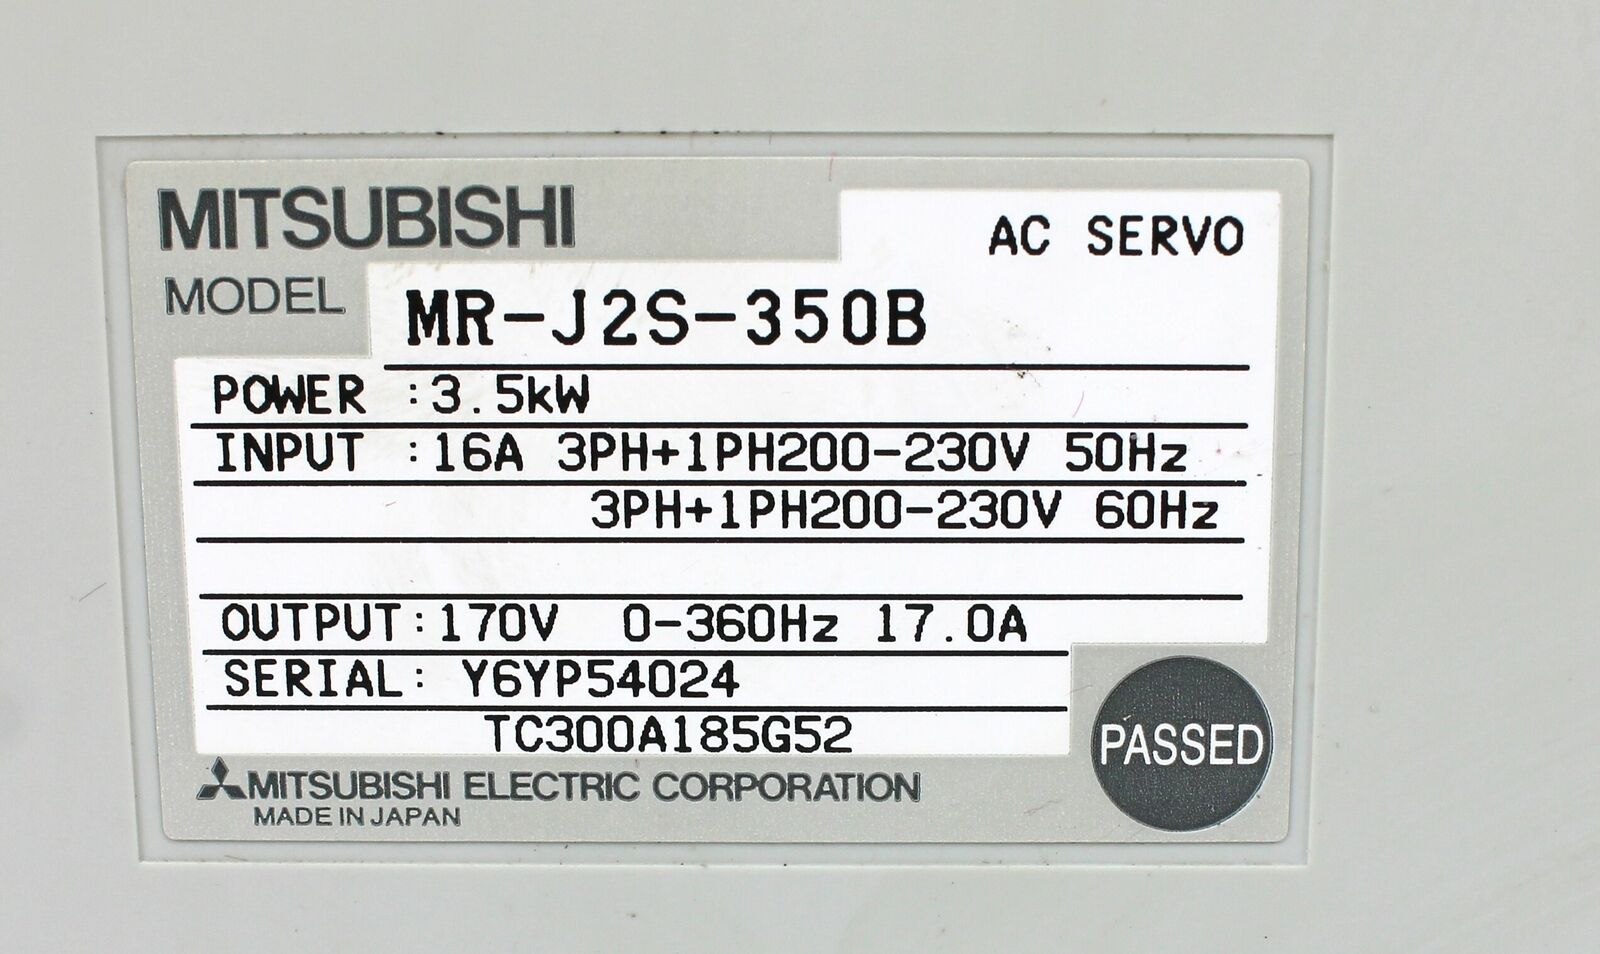 MITSUBISHI
AC SERVO
MODEL MR-J2S-350B
POWER :3.5kW
INPUT :16A 3PH+1PH200-230V 50Hz
3PH+1PH200-230V 60Hz
OUTPUT:170V 0-360Hz 17.0A
SERIAL: Y6YP54024
TC300A185G52
PASSED
MITSUBISHI ELECTRIC CORPORATION
MADE IN JAPAN